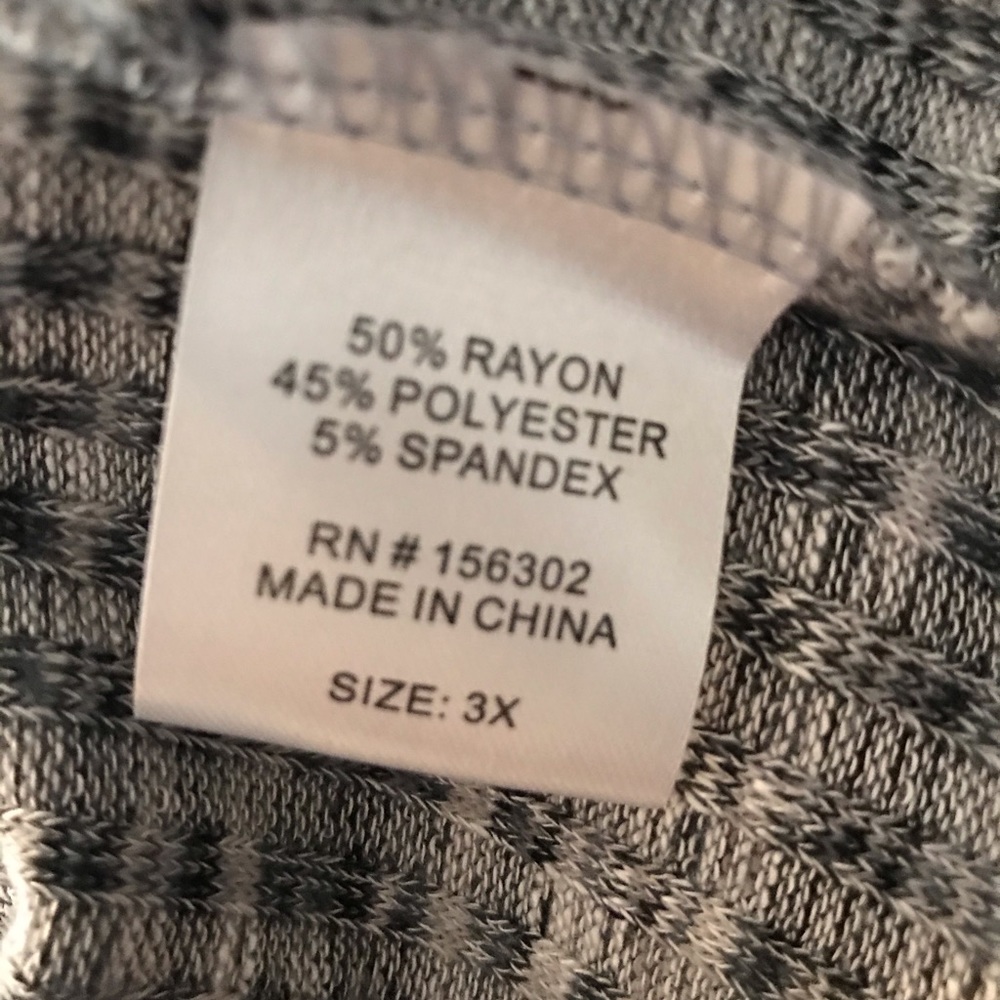 50% RAYON
45% POLYESTER
5% SPANDEX
RN # 156302
MADE IN CHINA
SIZE: 3X